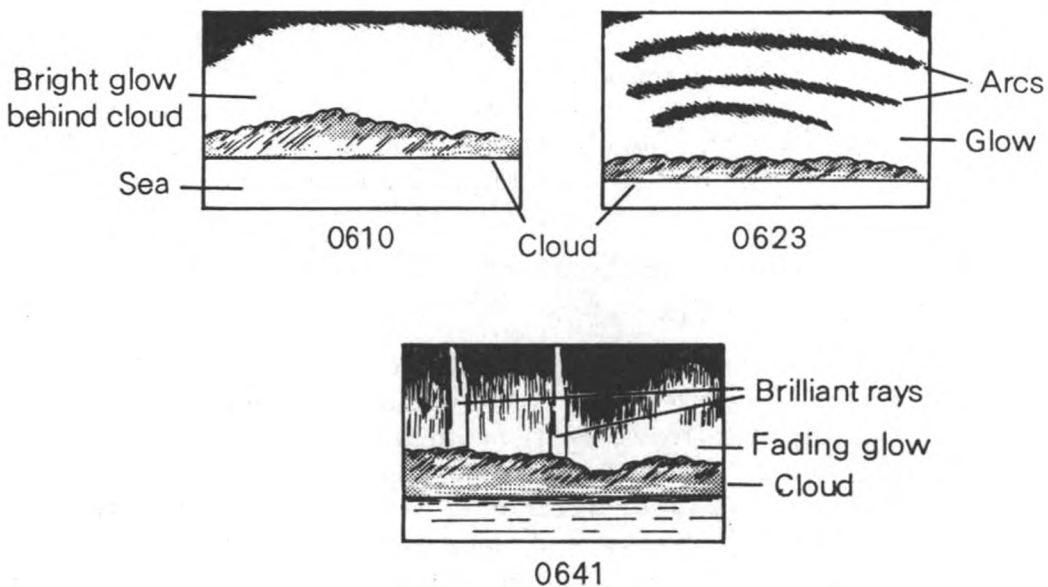 Bright glow
behind cloud
Sea
0610
Cloud
Arcs
Glow
0623
Brilliant rays
Fading glow
Cloud
0641